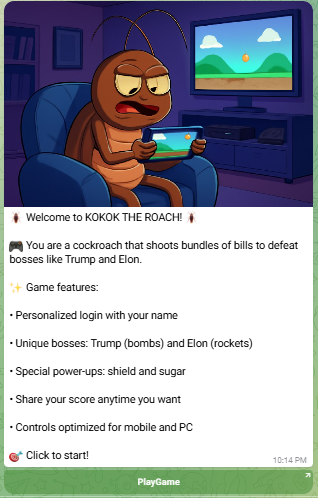 🪳 Welcome to KOKOK THE ROACH! 🪳
🎮 You are a cockroach that shoots bundles of bills to defeat
bosses like Trump and Elon.
✨ Game features:
• Personalized login with your name
• Unique bosses: Trump (bombs) and Elon (rockets)
• Special power-ups: shield and sugar
• Share your score anytime you want
• Controls optimized for mobile and PC
🎯 Click to start!
10:14 PM
PlayGame